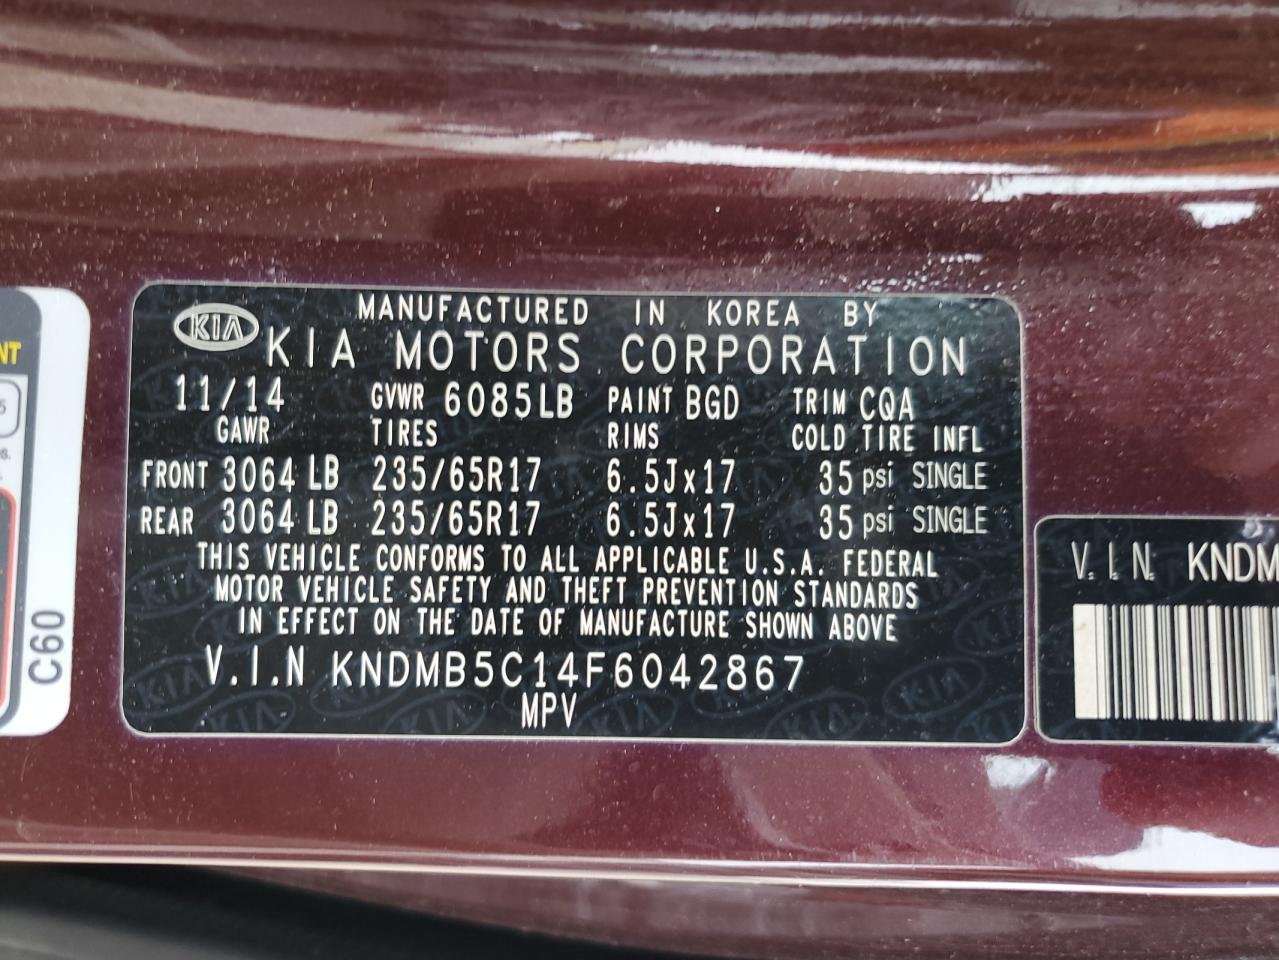 MANUFACTURED IN KOREA BY
KIA
KIA MOTORS CORPORATION
11/14 GVWR 6085LB PAINT BGD TRIM CQA
GAWR TIRES RIMS COLD TIRE INFL
FRONT 3064 LB 235/65R17 6.5Jx17 35 psi SINGLE
REAR 3064 LB 235/65R17 6.5Jx17 35 psi SINGLE
THIS VEHICLE CONFORMS TO ALL APPLICABLE U.S.A. FEDERAL
MOTOR VEHICLE SAFETY AND THEFT PREVENTION STANDARDS
IN EFFECT ON THE DATE OF MANUFACTURE SHOWN ABOVE
V.I.N KNDMB5C14F6042867
MPV
NT
5
C60
V.I.N. KNDM